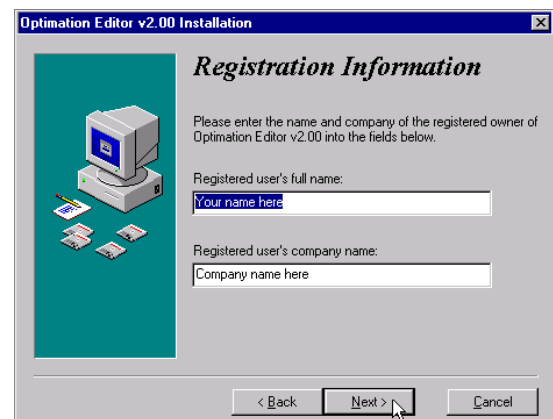 Optimation Editor v2.00 Installation
Registration Information
Please enter the name and company of the registered owner of
Optimation Editor v2.00 into the fields below.
Registered user's full name:
Your name here
Registered user's company name:
Company name here
< Back
Next >
Cancel